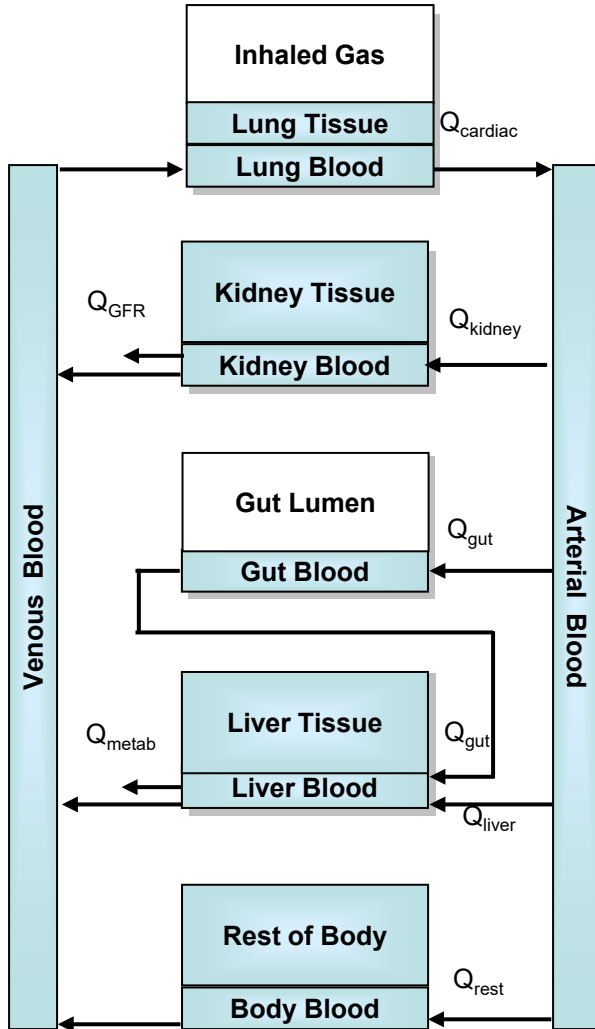 Inhaled Gas
Lung Tissue
Q_cardiac
Lung Blood
Kidney Tissue
Q_GFR
Q_kidney
Kidney Blood
Gut Lumen
Q_gut
Gut Blood
Venous Blood
Arterial Blood
Liver Tissue
Q_metab
Q_gut
Liver Blood
Q_liver
Rest of Body
Q_rest
Body Blood